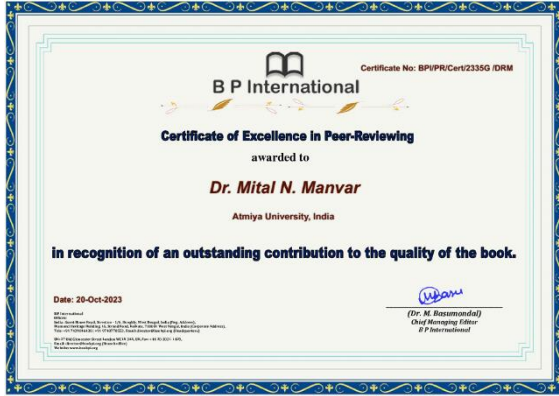 Certificate No: BPI/PR/Cert/2335G /DRM
B P International
Certificate of Excellence in Peer-Reviewing
awarded to
Dr. Mital N. Manvar
Atmiya University, India
in recognition of an outstanding contribution to the quality of the book.
Date: 20-Oct-2023
(Dr. M. Basumondal)
Chief Managing Editor
B P International
BP International